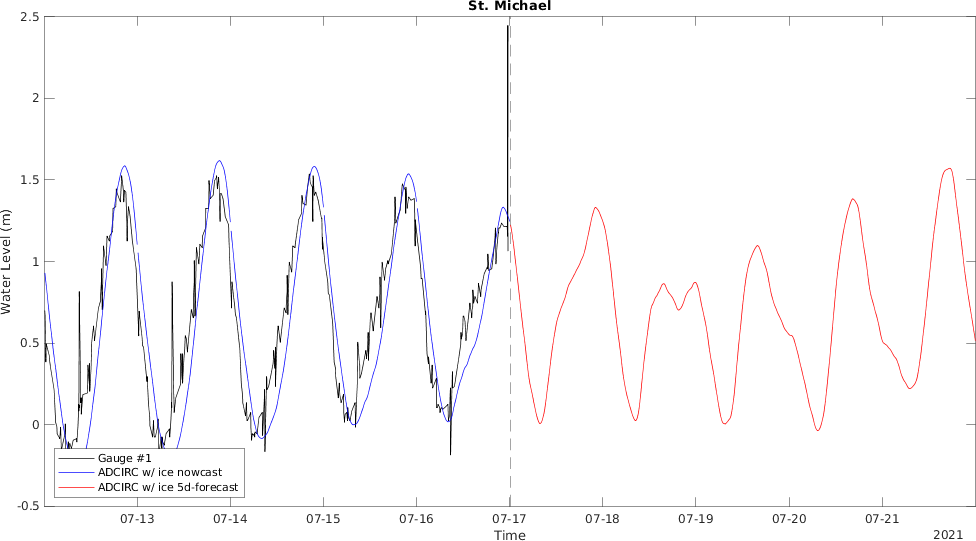 St. Michael
2.5
2
1.5
1
0.5
0
-0.5
Water Level (m)
Gauge #1
ADCIRC w/ ice nowcast
ADCIRC w/ ice 5d-forecast
07-13 07-14 07-15 07-16 07-17 07-18 07-19 07-20 07-21
Time
2021